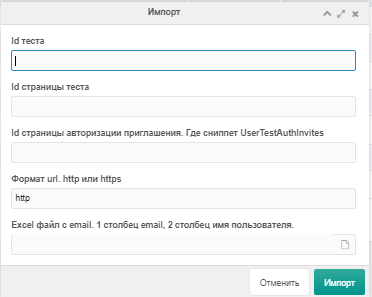 Импорт
Id теста
Id страницы теста
Id страницы авторизации приглашения. Где сниппет UserTestAuthInvites
Формат url. http или https
http
Excel файл с email. 1 столбец email, 2 столбец имя пользователя.
Отменить
Импорт